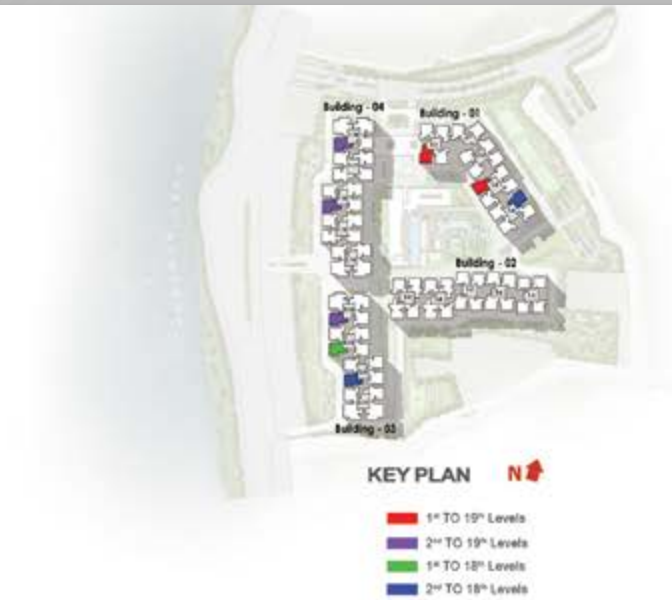 Building - 04
Building - 01
Building - 02
Building - 03
KEY PLAN N
1st TO 19th Levels
2nd TO 19th Levels
1st TO 18th Levels
2nd TO 18th Levels